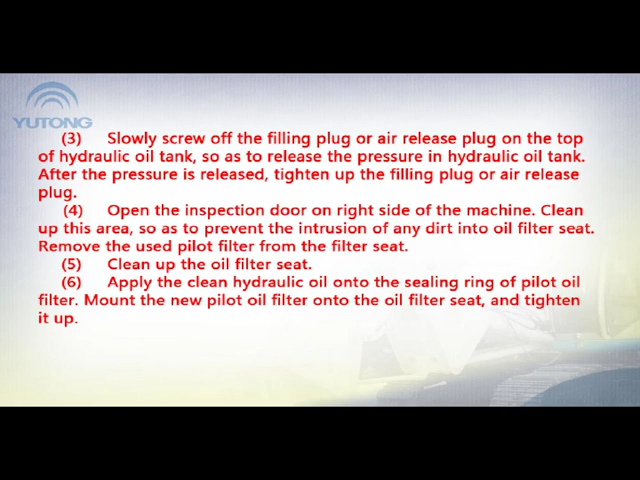 YUTONG
(3) Slowly screw off the filling plug or air release plug on the top
of hydraulic oil tank, so as to release the pressure in hydraulic oil tank.
After the pressure is released, tighten up the filling plug or air release
plug.
(4) Open the inspection door on right side of the machine. Clean
up this area, so as to prevent the intrusion of any dirt into oil filter seat.
Remove the used pilot filter from the filter seat.
(5) Clean up the oil filter seat.
(6) Apply the clean hydraulic oil onto the sealing ring of pilot oil
filter. Mount the new pilot oil filter onto the oil filter seat, and tighten
it up.